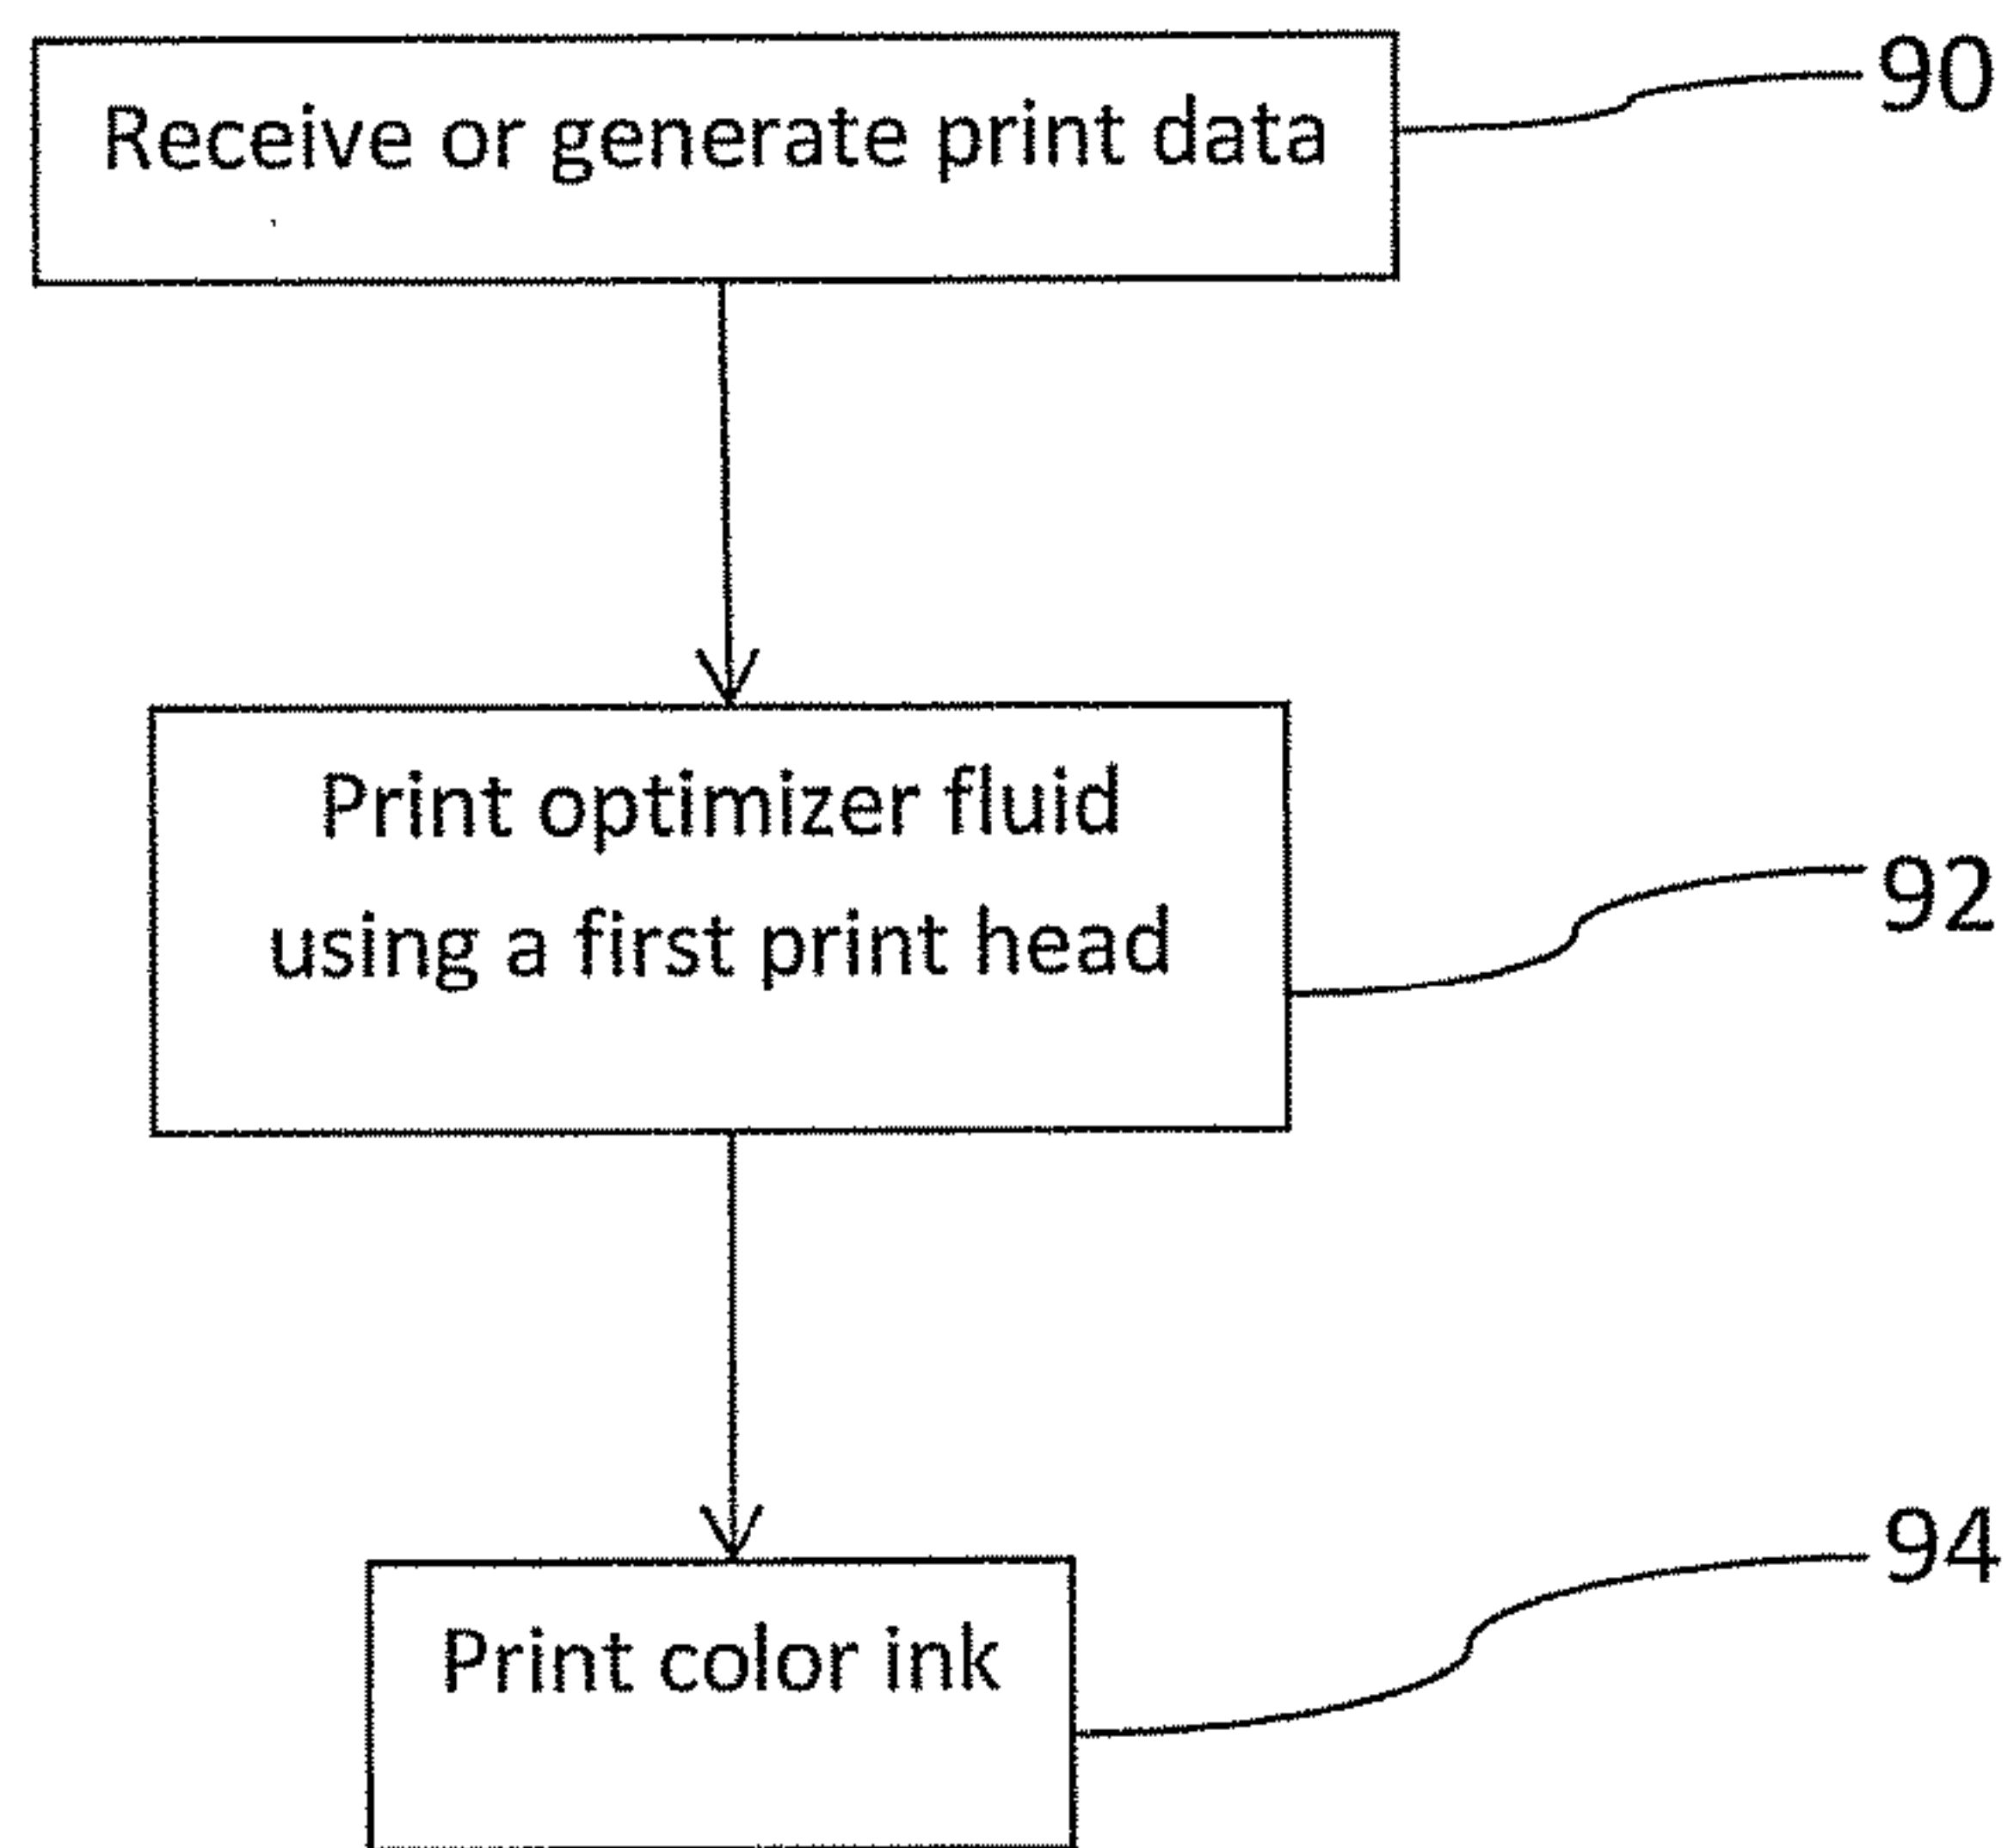 Receive or generate print data
90
Print optimizer fluid
using a first print head
92
Print color ink
94